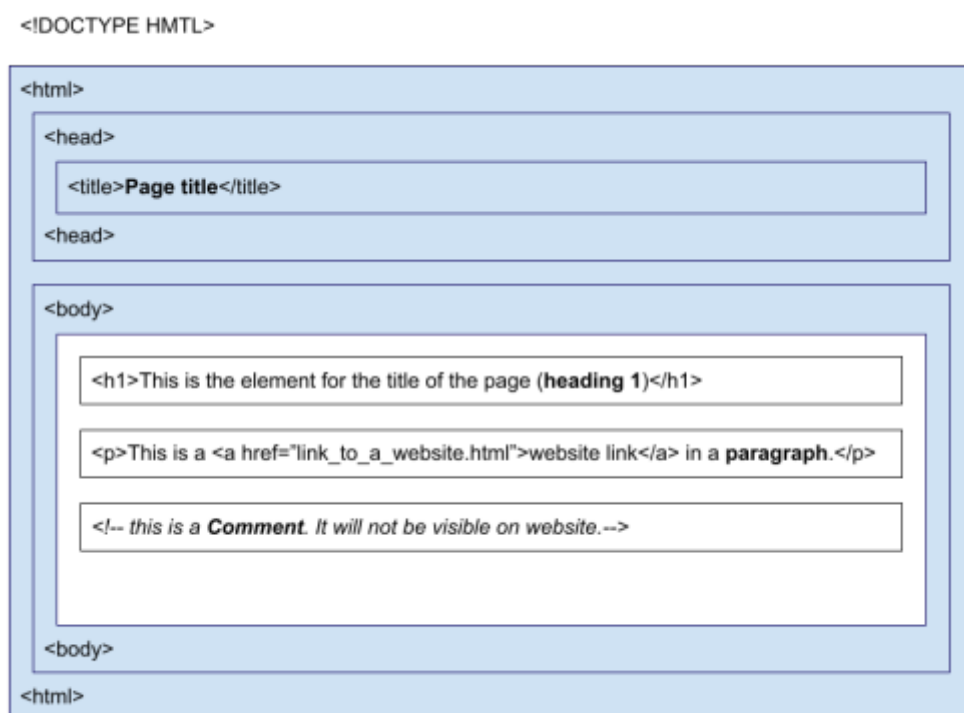 <!DOCTYPE HMTL>
<html>
<head>
<title>Page title</title>
<head>
<body>
<h1>This is the element for the title of the page (heading 1)</h1>
<p>This is a <a href=”link_to_a_website.html”>website link</a> in a paragraph.</p>
<!-- this is a Comment. It will not be visible on website.-->
<body>
<html>